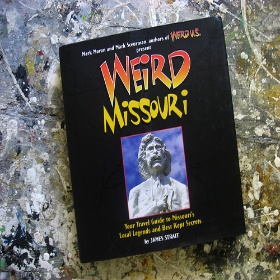 Mark Moran and Mark Sceurman, authors of WEIRD U.S.
present
WEiRD
MissouRi
Your Travel Guide to Missouri's
Local Legends and Best Kept Secrets
by JAMES STRAIT